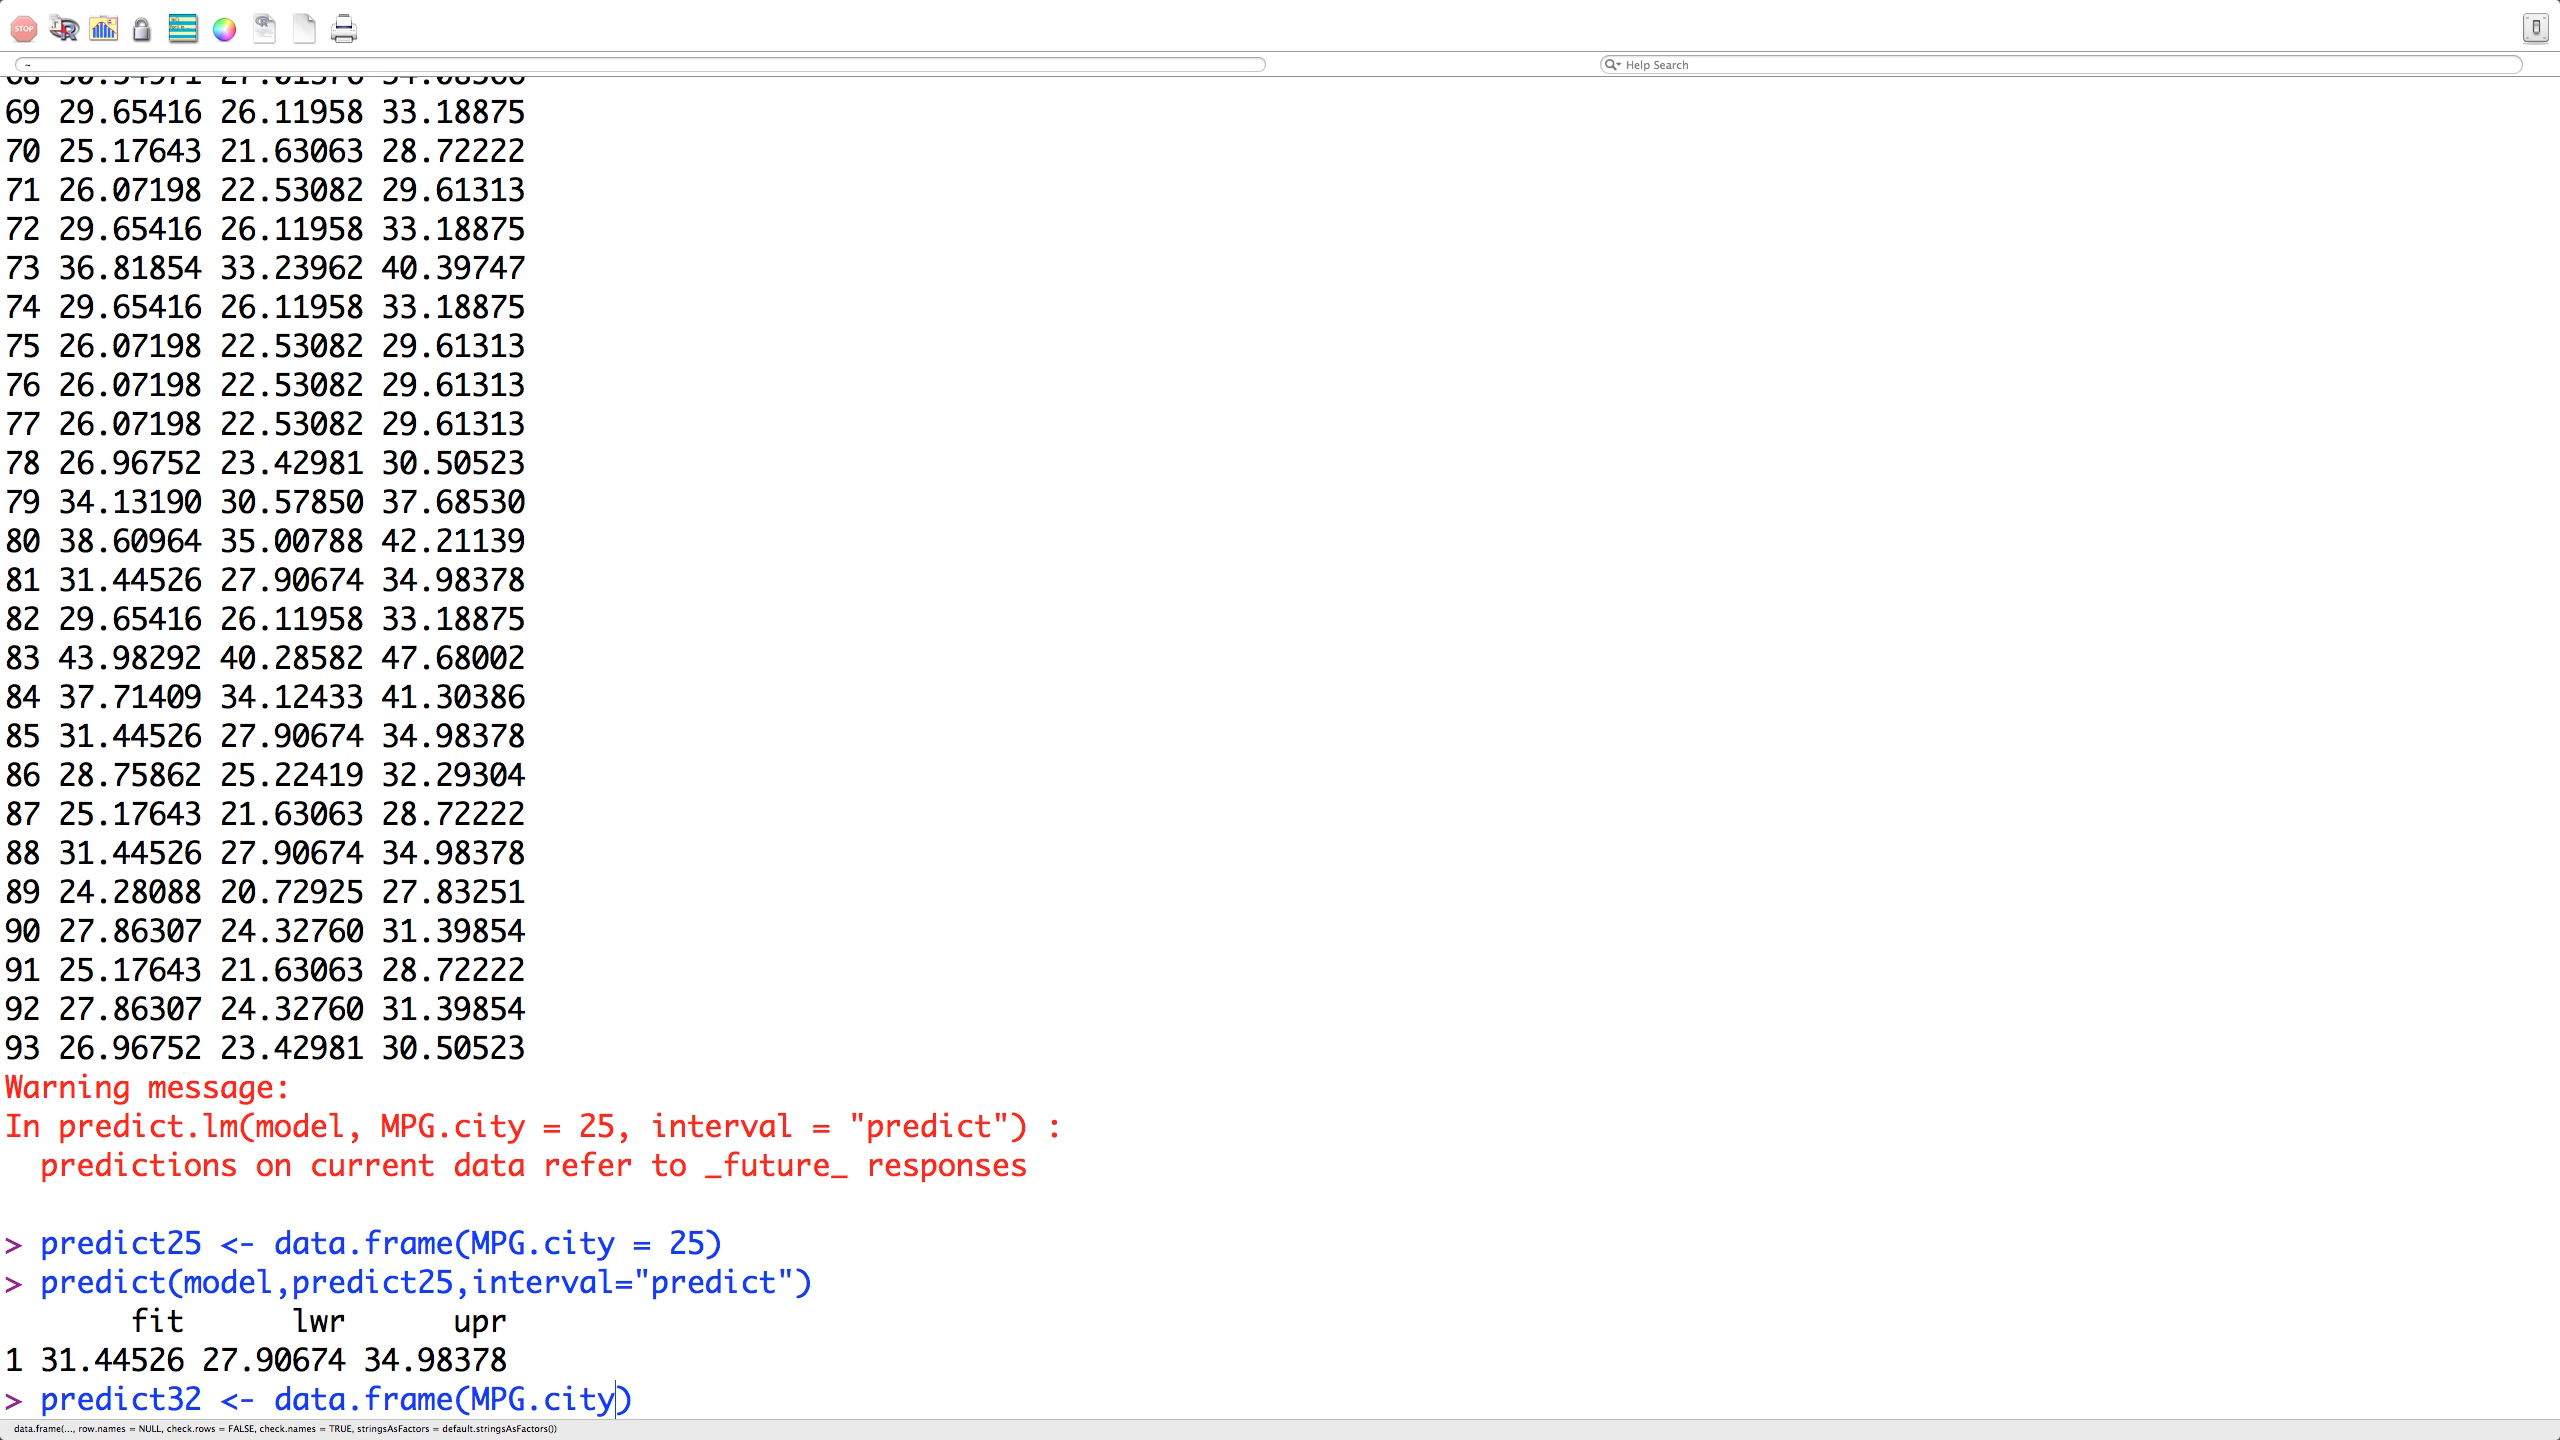 STOP
~
Help Search
69 29.65416 26.11958 33.18875
70 25.17643 21.63063 28.72222
71 26.07198 22.53082 29.61313
72 29.65416 26.11958 33.18875
73 36.81854 33.23962 40.39747
74 29.65416 26.11958 33.18875
75 26.07198 22.53082 29.61313
76 26.07198 22.53082 29.61313
77 26.07198 22.53082 29.61313
78 26.96752 23.42981 30.50523
79 34.13190 30.57850 37.68530
80 38.60964 35.00788 42.21139
81 31.44526 27.90674 34.98378
82 29.65416 26.11958 33.18875
83 43.98292 40.28582 47.68002
84 37.71409 34.12433 41.30386
85 31.44526 27.90674 34.98378
86 28.75862 25.22419 32.29304
87 25.17643 21.63063 28.72222
88 31.44526 27.90674 34.98378
89 24.28088 20.72925 27.83251
90 27.86307 24.32760 31.39854
91 25.17643 21.63063 28.72222
92 27.86307 24.32760 31.39854
93 26.96752 23.42981 30.50523
Warning message:
In predict.lm(model, MPG.city = 25, interval = "predict") :
predictions on current data refer to _future_ responses
> predict25 <- data.frame(MPG.city = 25)
> predict(model,predict25,interval="predict")
fit lwr upr
1 31.44526 27.90674 34.98378
> predict32 <- data.frame(MPG.city)
data.frame(..., row.names = NULL, check.rows = FALSE, check.names = TRUE, stringsAsFactors = default.stringsAsFactors())